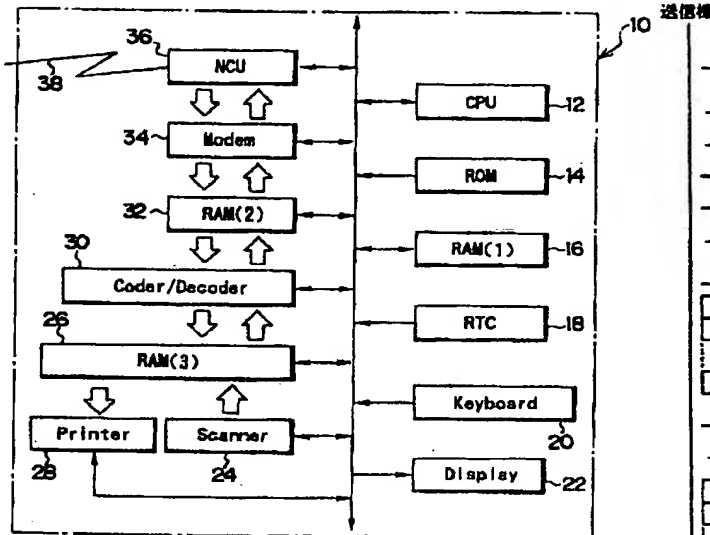 送信機
10
36
NCU
38
CPU
12
34
Modem
ROM
14
32
RAM(2)
30
RAM(1)
16
Coder/Decoder
26
RTC
18
RAM(3)
Keyboard
20
Printer
Scanner
28
24
Display
22